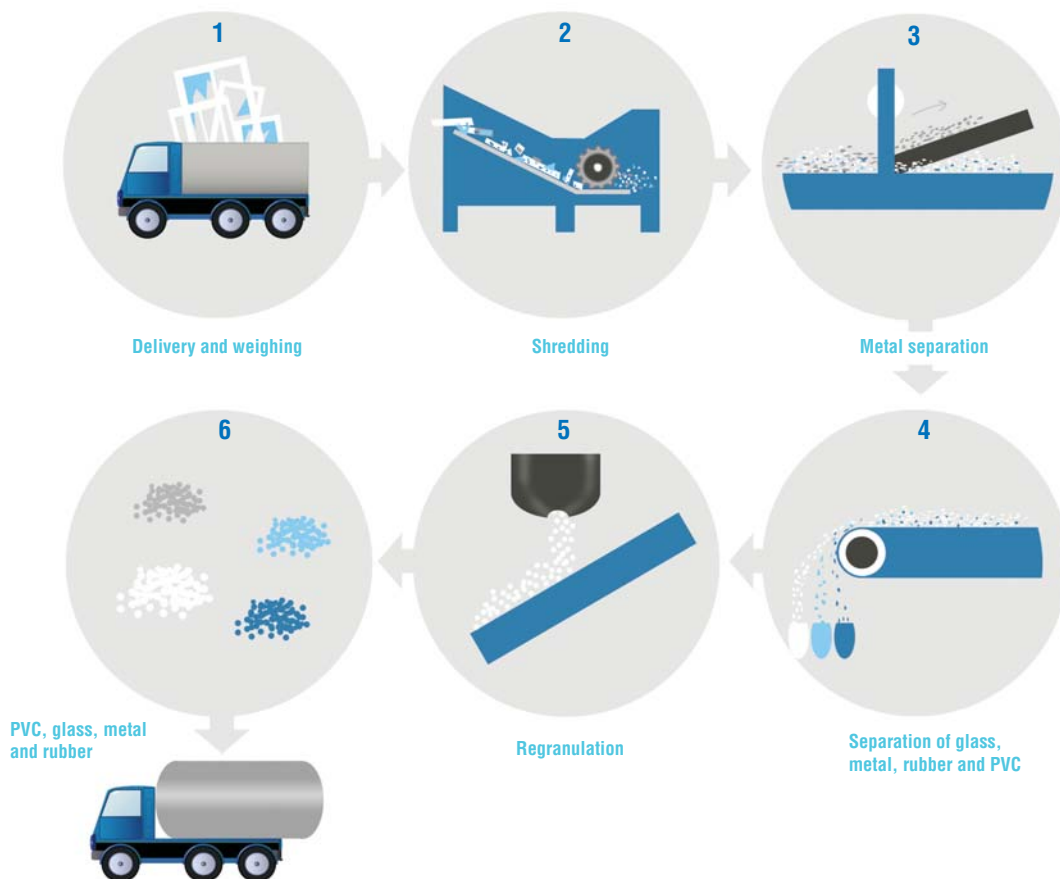 1
2
3
Delivery and weighing
Shredding
Metal separation
6
5
4
PVC, glass, metal
and rubber
Regranulation
Separation of glass,
metal, rubber and PVC